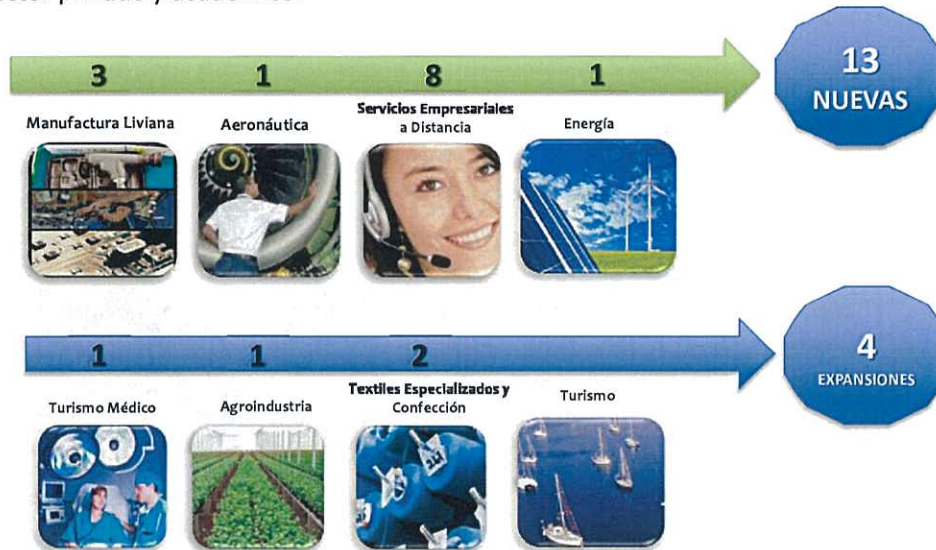 3 1 8 1
13
NUEVAS
Manufactura Liviana Aeronáutica Servicios Empresariales
a Distancia Energía
1 1 2
4
EXPANSIONES
Turismo Médico Agroindustria Textiles Especializados y
Confección Turismo